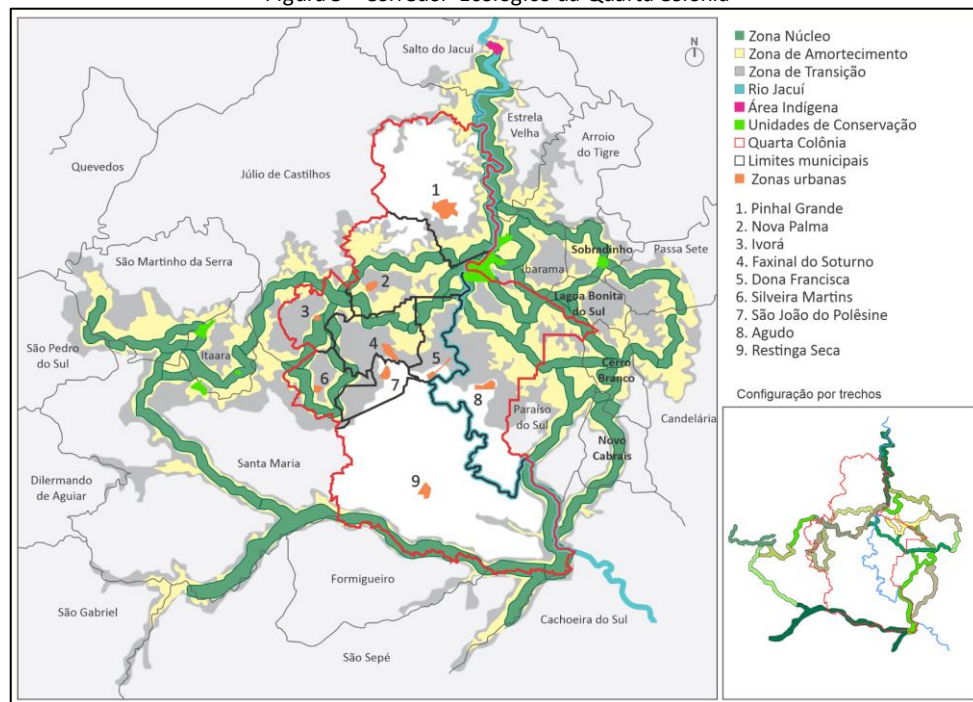 Figura 3 – Corredor Ecológico da Quarta Colônia
Salto do Jacuí
N
Estrela
Velha
Arroio
do Tigre
Quevedos
Júlio de Castilhos
1
São Martinho da Serra
Sobradinho
Passa Sete
Ibarama
2
Lagoa Bonita
do Sul
3
São Pedro
do Sul
Itaara
4
5
Cerro
Branco
6
7
8
Paraíso
do Sul
Candelária
Novo
Cabrais
Santa Maria
Dilermando
de Aguiar
9
Formigueiro
São Gabriel
Cachoeira do Sul
São Sepé
Zona Núcleo
Zona de Amortecimento
Zona de Transição
Rio Jacuí
Área Indígena
Unidades de Conservação
Quarta Colônia
Limites municipais
Zonas urbanas
1. Pinhal Grande
2. Nova Palma
3. Ivorá
4. Faxinal do Soturno
5. Dona Francisca
6. Silveira Martins
7. São João do Polêsine
8. Agudo
9. Restinga Seca
Configuração por trechos